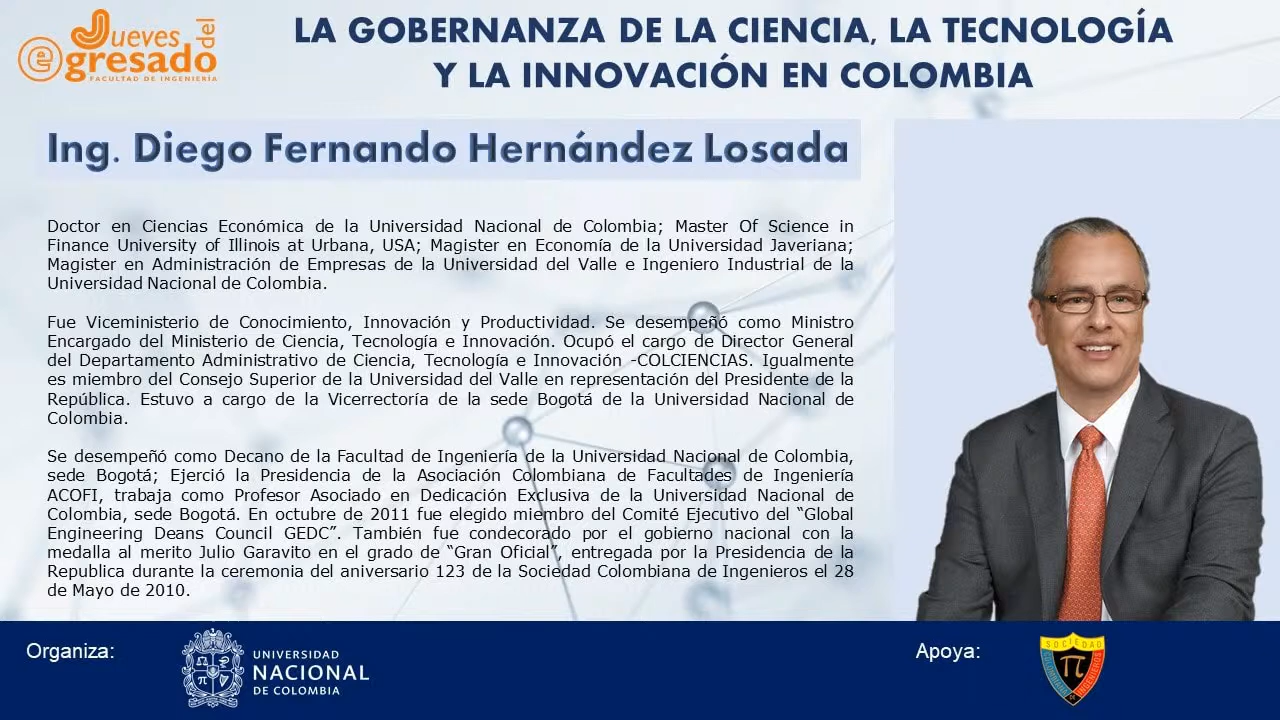 Jueves del
egresado
FACULTAD DE INGENIERÍA
LA GOBERNANZA DE LA CIENCIA, LA TECNOLOGÍA
Y LA INNOVACIÓN EN COLOMBIA
Ing. Diego Fernando Hernández Losada
Doctor en Ciencias Económica de la Universidad Nacional de Colombia; Master Of Science in
Finance University of Illinois at Urbana, USA; Magister en Economía de la Universidad Javeriana;
Magister en Administración de Empresas de la Universidad del Valle e Ingeniero Industrial de la
Universidad Nacional de Colombia.
Fue Viceministerio de Conocimiento, Innovación y Productividad. Se desempeñó como Ministro
Encargado del Ministerio de Ciencia, Tecnología e Innovación. Ocupó el cargo de Director General
del Departamento Administrativo de Ciencia, Tecnología e Innovación -COLCIENCIAS. Igualmente
es miembro del Consejo Superior de la Universidad del Valle en representación del Presidente de la
República. Estuvo a cargo de la Vicerrectoría de la sede Bogotá de la Universidad Nacional de
Colombia.
Se desempeñó como Decano de la Facultad de Ingeniería de la Universidad Nacional de Colombia,
sede Bogotá; Ejerció la Presidencia de la Asociación Colombiana de Facultades de Ingeniería
ACOFI, trabaja como Profesor Asociado en Dedicación Exclusiva de la Universidad Nacional de
Colombia, sede Bogotá. En octubre de 2011 fue elegido miembro del Comité Ejecutivo del “Global
Engineering Deans Council GEDC”. También fue condecorado por el gobierno nacional con la
medalla al merito Julio Garavito en el grado de “Gran Oficial”, entregada por la Presidencia de la
Republica durante la ceremonia del aniversario 123 de la Sociedad Colombiana de Ingenieros el 28
de Mayo de 2010.
Organiza:
UNIVERSIDAD
NACIONAL
DE COLOMBIA
Apoya:
SOCIEDAD
COLOMBIANA
DE
INGENIEROS
π